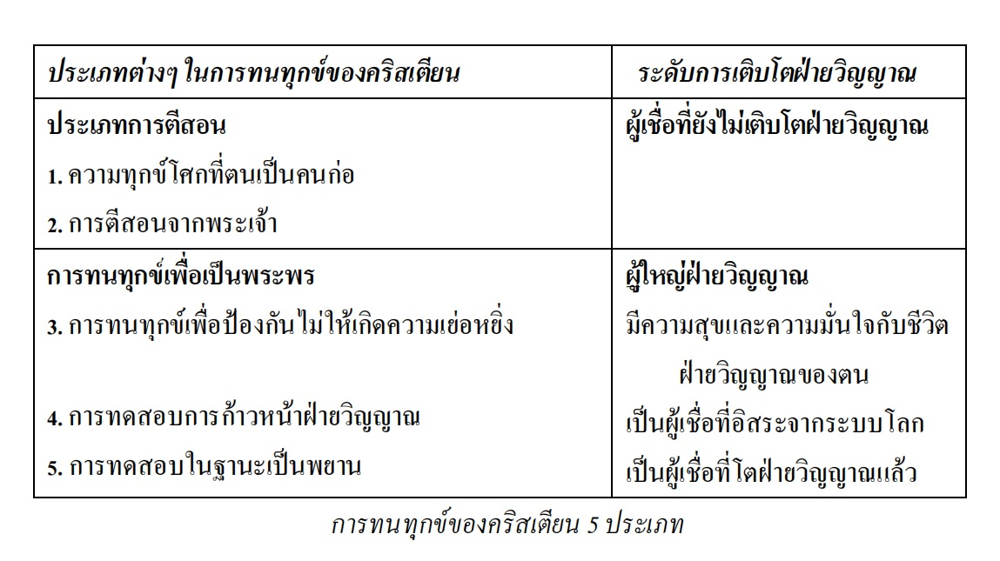 ประเภทต่างๆ ในการทนทุกข์ของคริสเตียน
ระดับการเติบโตฝ่ายวิญญาณ
ประเภทการตีสอน
1. ความทุกข์โศกที่ตนเป็นคนก่อ
2. การตีสอนจากพระเจ้า
ผู้เชื่อที่ยังไม่เติบโตฝ่ายวิญญาณ
การทนทุกข์เพื่อเป็นพระพร
3. การทนทุกข์เพื่อป้องกันไม่ให้เกิดความเย่อหยิ่ง
4. การทดสอบการก้าวหน้าฝ่ายวิญญาณ
5. การทดสอบในฐานะเป็นพยาน
ผู้ใหญ่ฝ่ายวิญญาณ
มีความสุขและความมั่นใจกับชีวิต
ฝ่ายวิญญาณของตน
เป็นผู้เชื่อที่อิสระจากระบบโลก
เป็นผู้เชื่อที่โตฝ่ายวิญญาณแล้ว
การทนทุกข์ของคริสเตียน 5 ประเภท